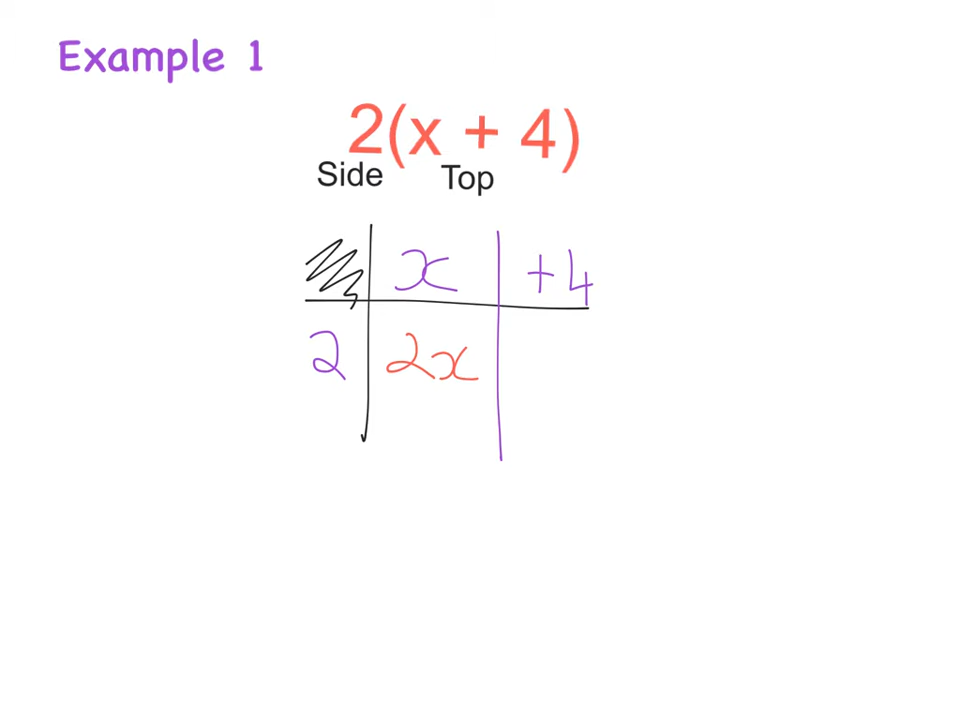 Example 1
2(x + 4)
Side Top
x +4
2 2x